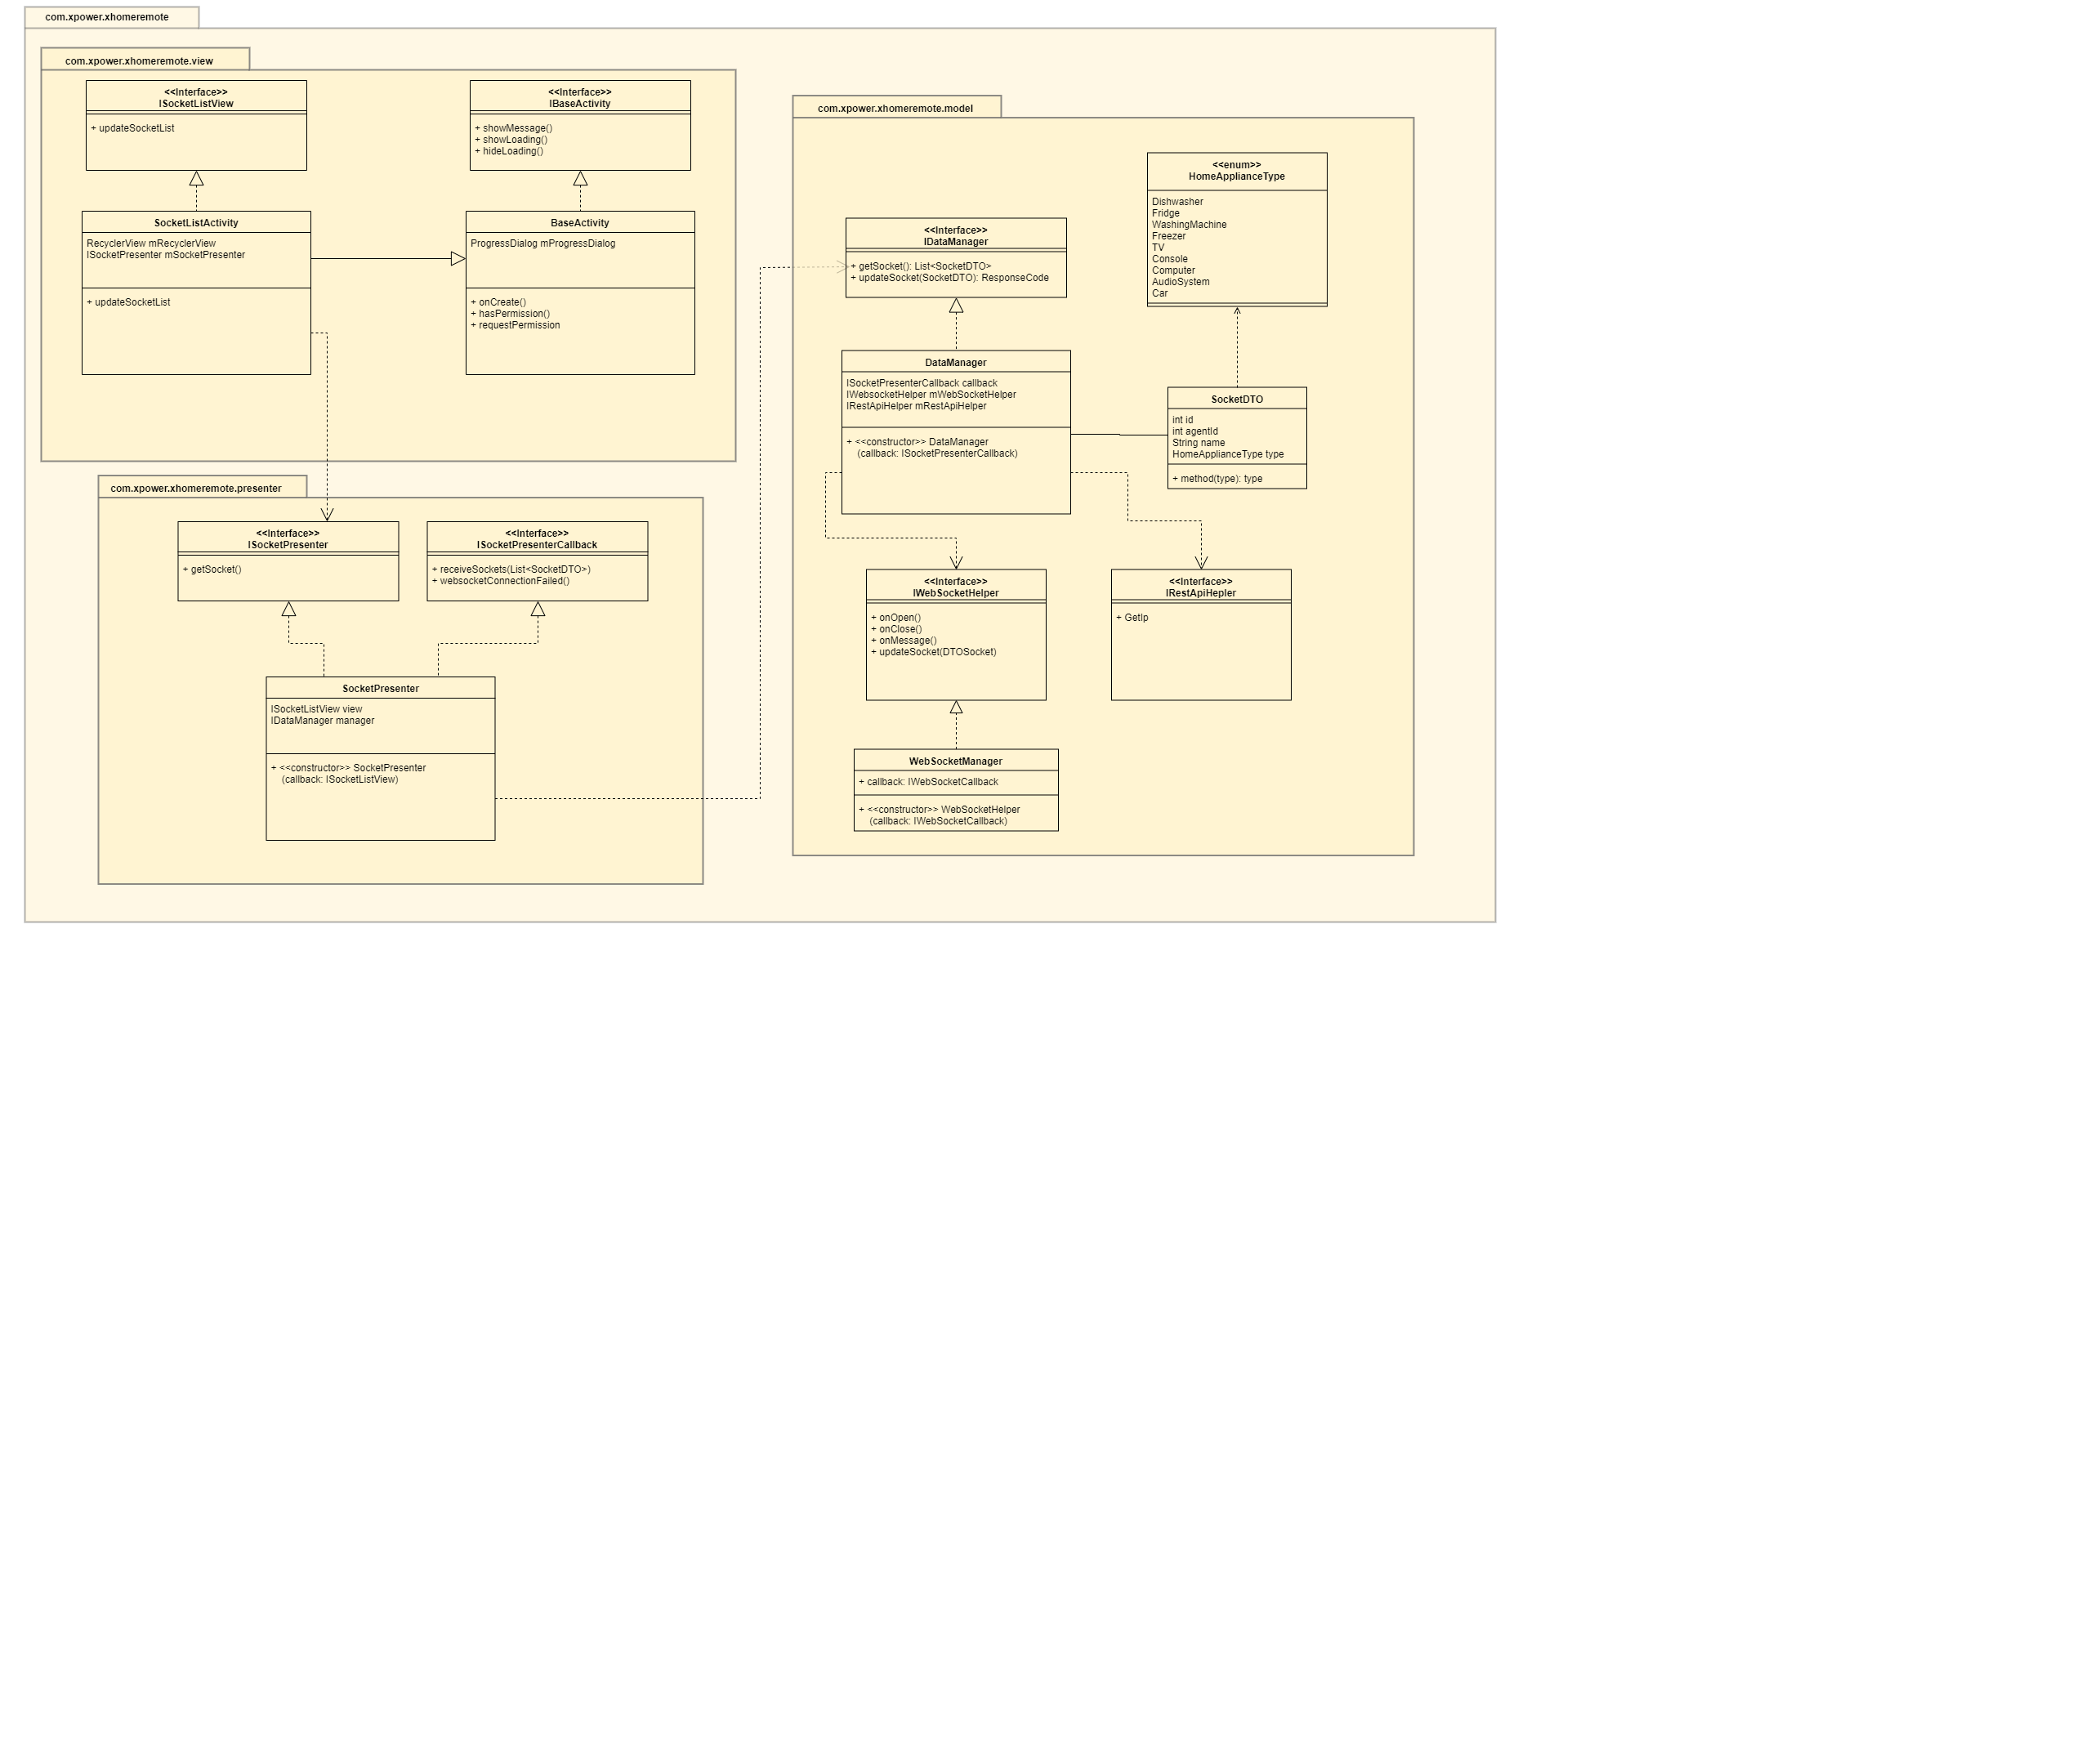 com.xpower.xhomeremote
com.xpower.xhomeremote.view
<<Interface>>
ISocketListView
+ updateSocketList
<<Interface>>
IBaseActivity
+ showMessage()
+ showLoading()
+ hideLoading()
SocketListActivity
RecyclerView mRecyclerView
ISocketPresenter mSocketPresenter
+ updateSocketList
BaseActivity
ProgressDialog mProgressDialog
+ onCreate()
+ hasPermission()
+ requestPermission
com.xpower.xhomeremote.presenter
<<Interface>>
ISocketPresenter
+ getSocket()
<<Interface>>
ISocketPresenterCallback
+ receiveSockets(List<SocketDTO>)
+ websocketConnectionFailed()
SocketPresenter
ISocketListView view
IDataManager manager
+ <<constructor>> SocketPresenter
(callback: ISocketListView)
com.xpower.xhomeremote.model
<<enum>>
HomeApplianceType
Dishwasher
Fridge
WashingMachine
Freezer
TV
Console
Computer
AudioSystem
Car
<<Interface>>
IDataManager
+ getSocket(): List<SocketDTO>
+ updateSocket(SocketDTO): ResponseCode
DataManager
ISocketPresenterCallback callback
IWebsocketHelper mWebSocketHelper
IRestApiHelper mRestApiHelper
+ <<constructor>> DataManager
(callback: ISocketPresenterCallback)
SocketDTO
int id
int agentId
String name
HomeApplianceType type
+ method(type): type
<<Interface>>
IWebSocketHelper
+ onOpen()
+ onClose()
+ onMessage()
+ updateSocket(DTOSocket)
<<Interface>>
IRestApiHepler
+ GetIp
WebSocketManager
+ callback: IWebSocketCallback
+ <<constructor>> WebSocketHelper
(callback: IWebSocketCallback)